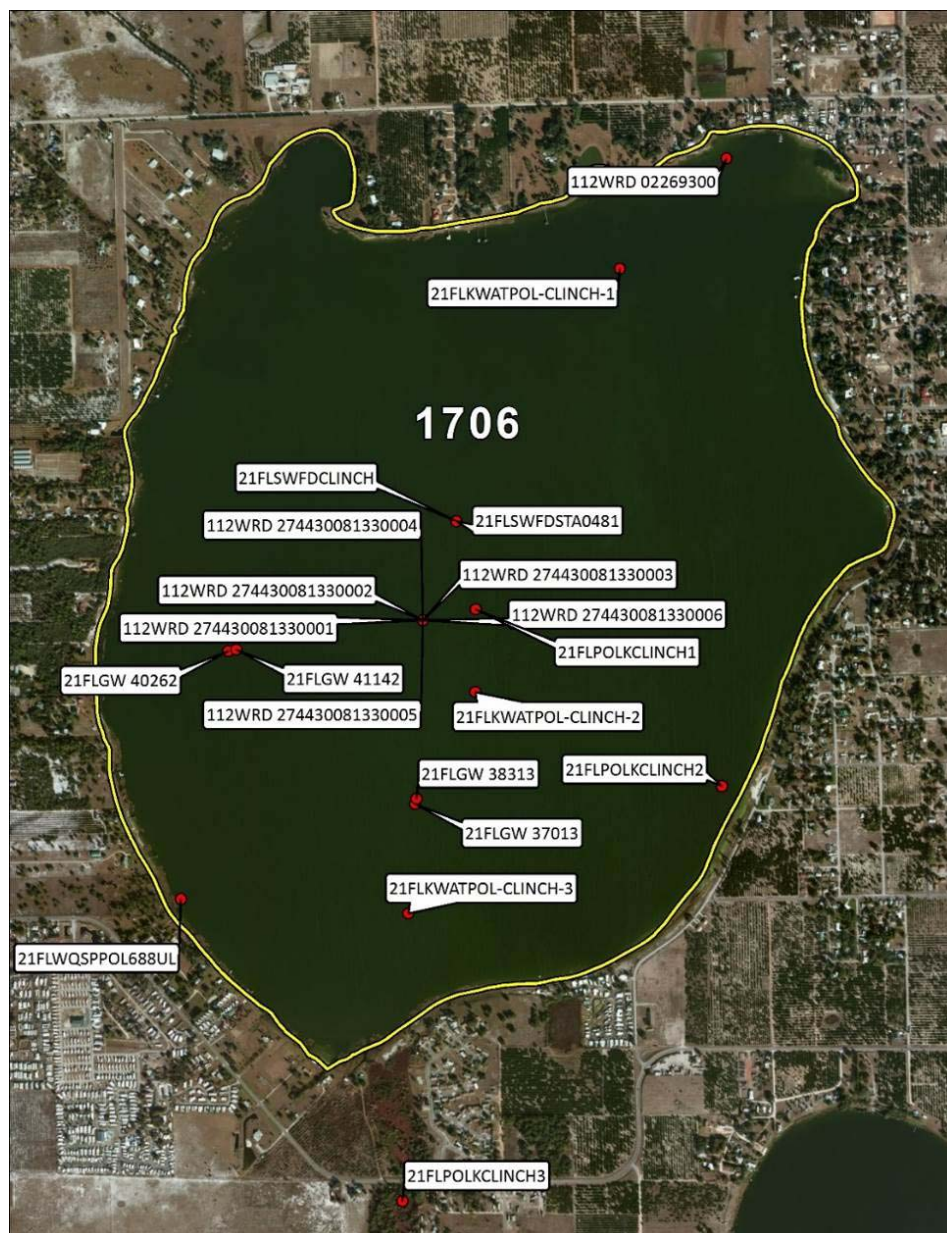 112WRD 02269300
21FLKWATPOL-CLINCH-1
1706
21FLSWFDCLINCH
21FLSWFDSTA0481
112WRD 274430081330004
112WRD 274430081330003
112WRD 274430081330002
112WRD 274430081330006
112WRD 274430081330001
21FLPOLKCLINCH1
21FLGW 40262
21FLGW 41142
112WRD 274430081330005
21FLKWATPOL-CLINCH-2
21FLPOLKCLINCH2
21FLGW 38313
21FLGW 37013
21FLKWATPOL-CLINCH-3
21FLWQSPPOL688UL
21FLPOLKCLINCH3